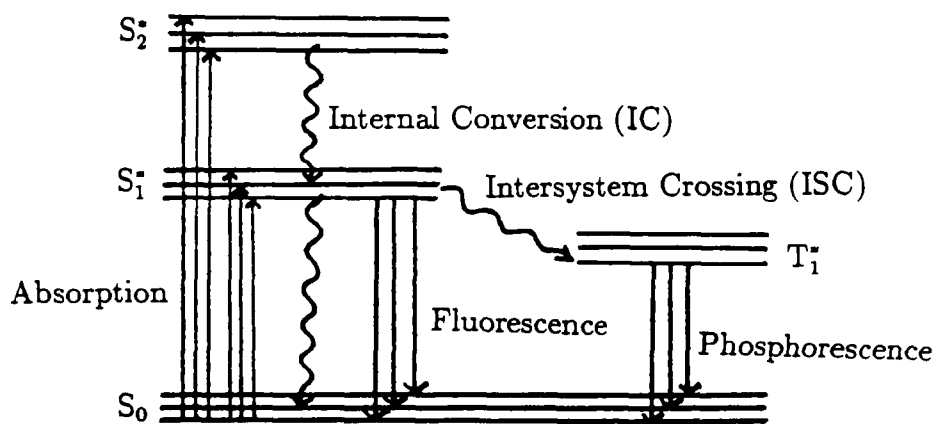 S₂*
Internal Conversion (IC)
S₁*
Intersystem Crossing (ISC)
T₁*
Absorption
Fluorescence
Phosphorescence
S₀